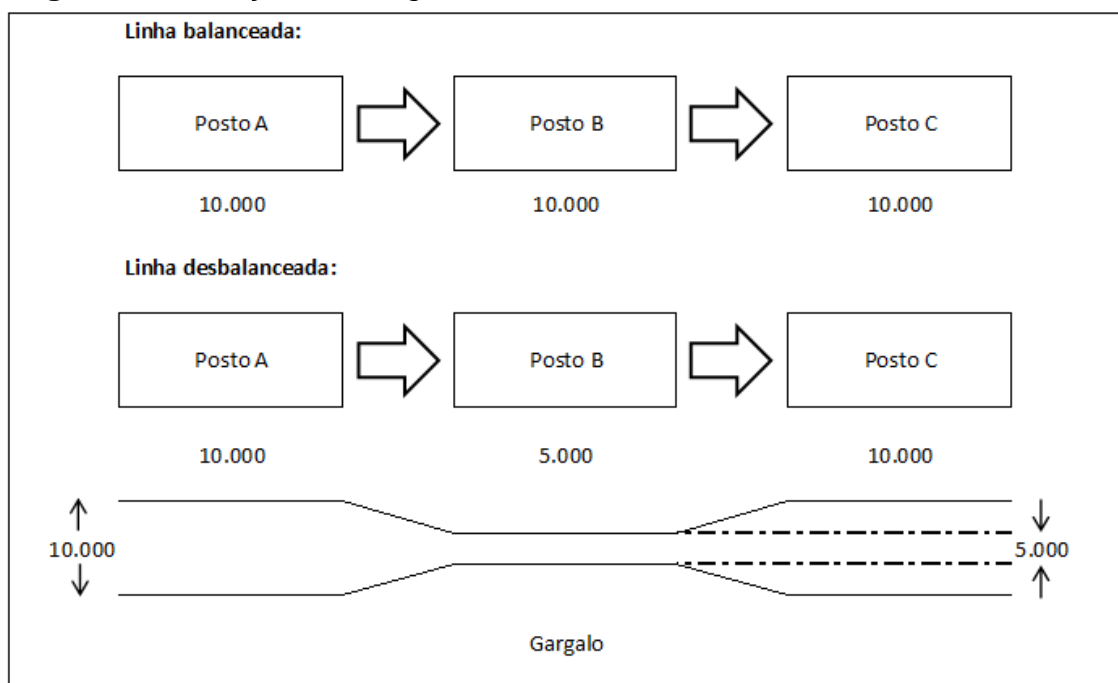 Linha balanceada:
Posto A Posto B Posto C
10.000 10.000 10.000
Linha desbalanceada:
Posto A Posto B Posto C
10.000 5.000 10.000
10.000 5.000
Gargalo